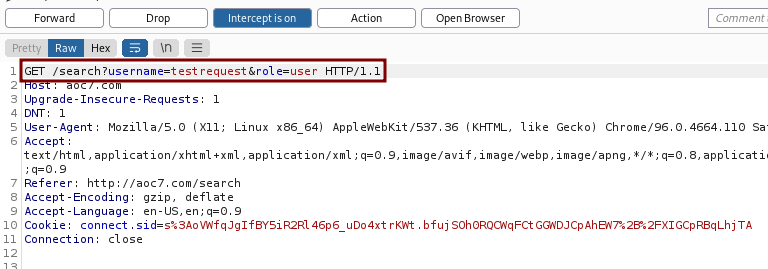 Forward Drop Intercept is on Action Open Browser Comment
Pretty Raw Hex \n
1 GET /search?username=testrequest&role=user HTTP/1.1
2 Host: aoc7.com
3 Upgrade-Insecure-Requests: 1
4 DNT: 1
5 User-Agent: Mozilla/5.0 (X11; Linux x86_64) AppleWebKit/537.36 (KHTML, like Gecko) Chrome/96.0.4664.110 Saf
6 Accept:
text/html,application/xhtml+xml,application/xml;q=0.9,image/avif,image/webp,image/apng,*/*;q=0.8,applicatio
;q=0.9
7 Referer: http://aoc7.com/search
8 Accept-Encoding: gzip, deflate
9 Accept-Language: en-US,en;q=0.9
10 Cookie: connect.sid=s%3AoVWfqJgIfBY5iR2Rl46p6_uDo4xtrKWt.bfujSOh0RQCWqFCtGGWDJCpAhEW7%2B%2FXIGCpRBqLhjTA
11 Connection: close
12
13